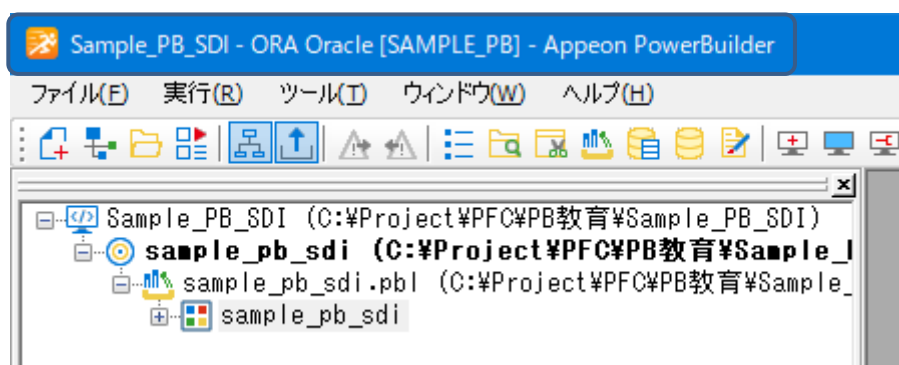 Sample_PB_SDI - ORA Oracle [SAMPLE_PB] - Appeon PowerBuilder
ファイル(F) 実行(R) ツール(T) ウィンドウ(W) ヘルプ(H)
Sample_PB_SDI (C:¥Project¥PFC¥PB教育¥Sample_PB_SDI)
sample_pb_sdi (C:¥Project¥PFC¥PB教育¥Sample_
sample_pb_sdi.pbl (C:¥Project¥PFC¥PB教育¥Sample_
sample_pb_sdi